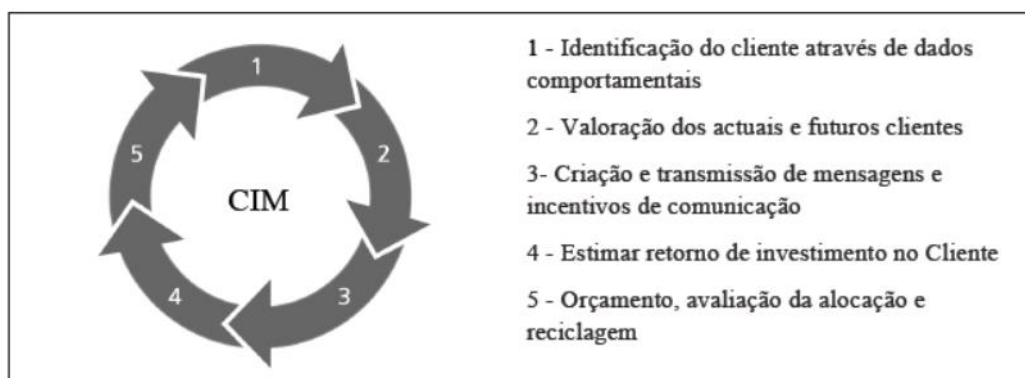 1
2
3
4
5
CIM
1 - Identificação do cliente através de dados
comportamentais
2 - Valoração dos actuais e futuros clientes
3- Criação e transmissão de mensagens e
incentivos de comunicação
4 - Estimar retorno de investimento no Cliente
5 - Orçamento, avaliação da alocação e
reciclagem